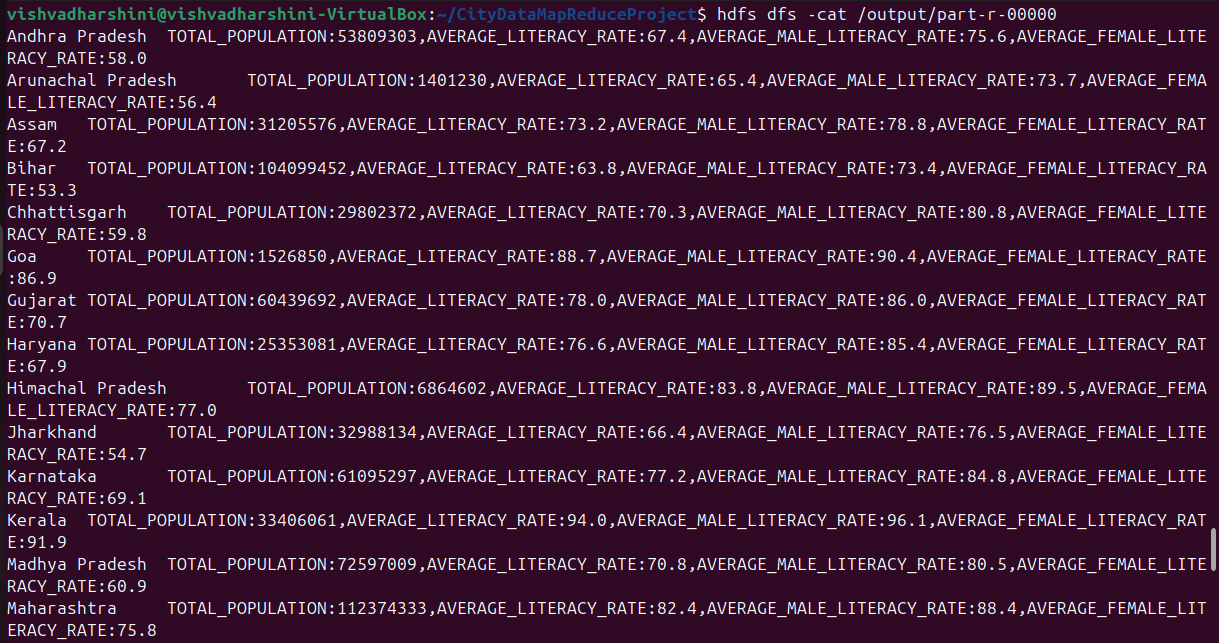 vishvadharshini@vishvadharshini-VirtualBox:~/CityDataMapReduceProject$ hdfs dfs -cat /output/part-r-00000
Andhra Pradesh  TOTAL_POPULATION:53809303,AVERAGE_LITERACY_RATE:67.4,AVERAGE_MALE_LITERACY_RATE:75.6,AVERAGE_FEMALE_LITE
RACY_RATE:58.0
Arunachal Pradesh       TOTAL_POPULATION:1401230,AVERAGE_LITERACY_RATE:65.4,AVERAGE_MALE_LITERACY_RATE:73.7,AVERAGE_FEMA
LE_LITERACY_RATE:56.4
Assam   TOTAL_POPULATION:31205576,AVERAGE_LITERACY_RATE:73.2,AVERAGE_MALE_LITERACY_RATE:78.8,AVERAGE_FEMALE_LITERACY_RAT
E:67.2
Bihar   TOTAL_POPULATION:104099452,AVERAGE_LITERACY_RATE:63.8,AVERAGE_MALE_LITERACY_RATE:73.4,AVERAGE_FEMALE_LITERACY_RA
TE:53.3
Chhattisgarh    TOTAL_POPULATION:29802372,AVERAGE_LITERACY_RATE:70.3,AVERAGE_MALE_LITERACY_RATE:80.8,AVERAGE_FEMALE_LITE
RACY_RATE:59.8
Goa     TOTAL_POPULATION:1526850,AVERAGE_LITERACY_RATE:88.7,AVERAGE_MALE_LITERACY_RATE:90.4,AVERAGE_FEMALE_LITERACY_RATE
:86.9
Gujarat TOTAL_POPULATION:60439692,AVERAGE_LITERACY_RATE:78.0,AVERAGE_MALE_LITERACY_RATE:86.0,AVERAGE_FEMALE_LITERACY_RAT
E:70.7
Haryana TOTAL_POPULATION:25353081,AVERAGE_LITERACY_RATE:76.6,AVERAGE_MALE_LITERACY_RATE:85.4,AVERAGE_FEMALE_LITERACY_RAT
E:67.9
Himachal Pradesh        TOTAL_POPULATION:6864602,AVERAGE_LITERACY_RATE:83.8,AVERAGE_MALE_LITERACY_RATE:89.5,AVERAGE_FEMA
LE_LITERACY_RATE:77.0
Jharkhand       TOTAL_POPULATION:32988134,AVERAGE_LITERACY_RATE:66.4,AVERAGE_MALE_LITERACY_RATE:76.5,AVERAGE_FEMALE_LITE
RACY_RATE:54.7
Karnataka       TOTAL_POPULATION:61095297,AVERAGE_LITERACY_RATE:77.2,AVERAGE_MALE_LITERACY_RATE:84.8,AVERAGE_FEMALE_LITE
RACY_RATE:69.1
Kerala  TOTAL_POPULATION:33406061,AVERAGE_LITERACY_RATE:94.0,AVERAGE_MALE_LITERACY_RATE:96.1,AVERAGE_FEMALE_LITERACY_RAT
E:91.9
Madhya Pradesh  TOTAL_POPULATION:72597009,AVERAGE_LITERACY_RATE:70.8,AVERAGE_MALE_LITERACY_RATE:80.5,AVERAGE_FEMALE_LITE
RACY_RATE:60.9
Maharashtra     TOTAL_POPULATION:112374333,AVERAGE_LITERACY_RATE:82.4,AVERAGE_MALE_LITERACY_RATE:88.4,AVERAGE_FEMALE_LIT
ERACY_RATE:75.8